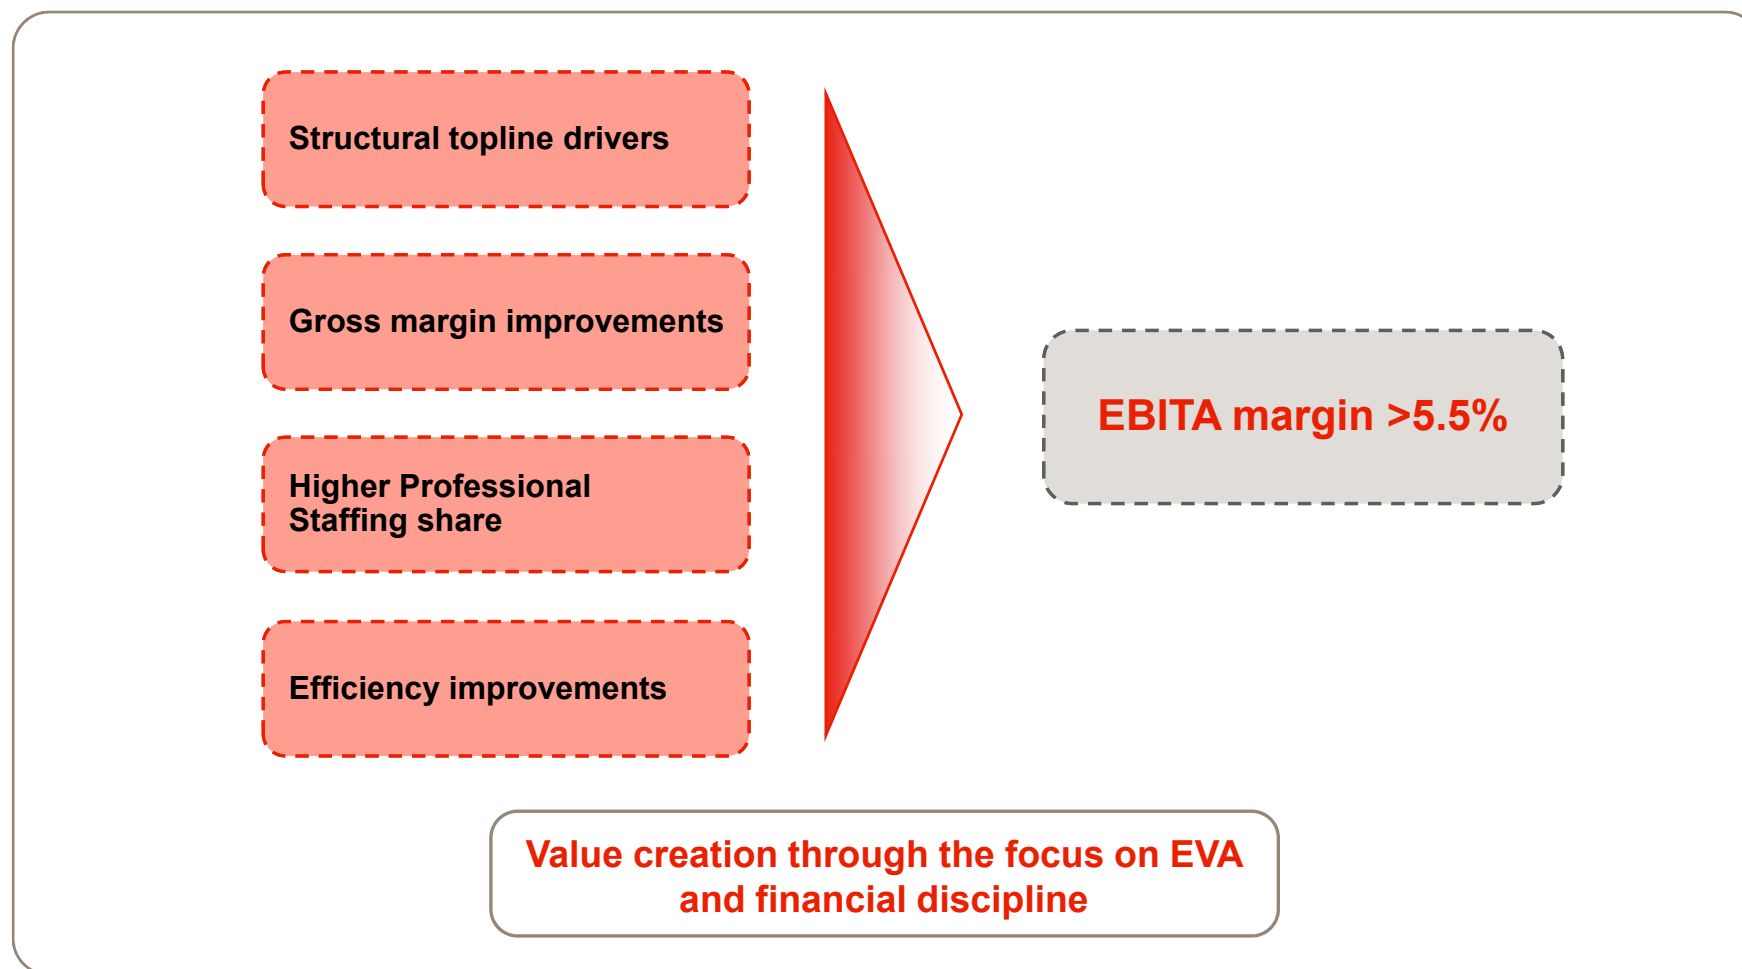 Structural topline drivers
Gross margin improvements
Higher Professional
Staffing share
Efficiency improvements
EBITA margin >5.5%
Value creation through the focus on EVA
and financial discipline